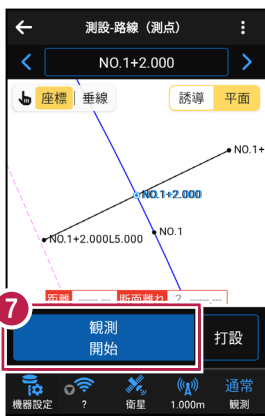 測設-路線（測点）
NO.1+2.000
座標 垂線 誘導 平面
NO.1+
NO.1+2.000
NO.1
NO.1+2.000L5.000
距離 -----.--- 断面離れ ? -----.---
7
観測
開始
打設
機器設定 ? 衛星 1.000m 通常
観測